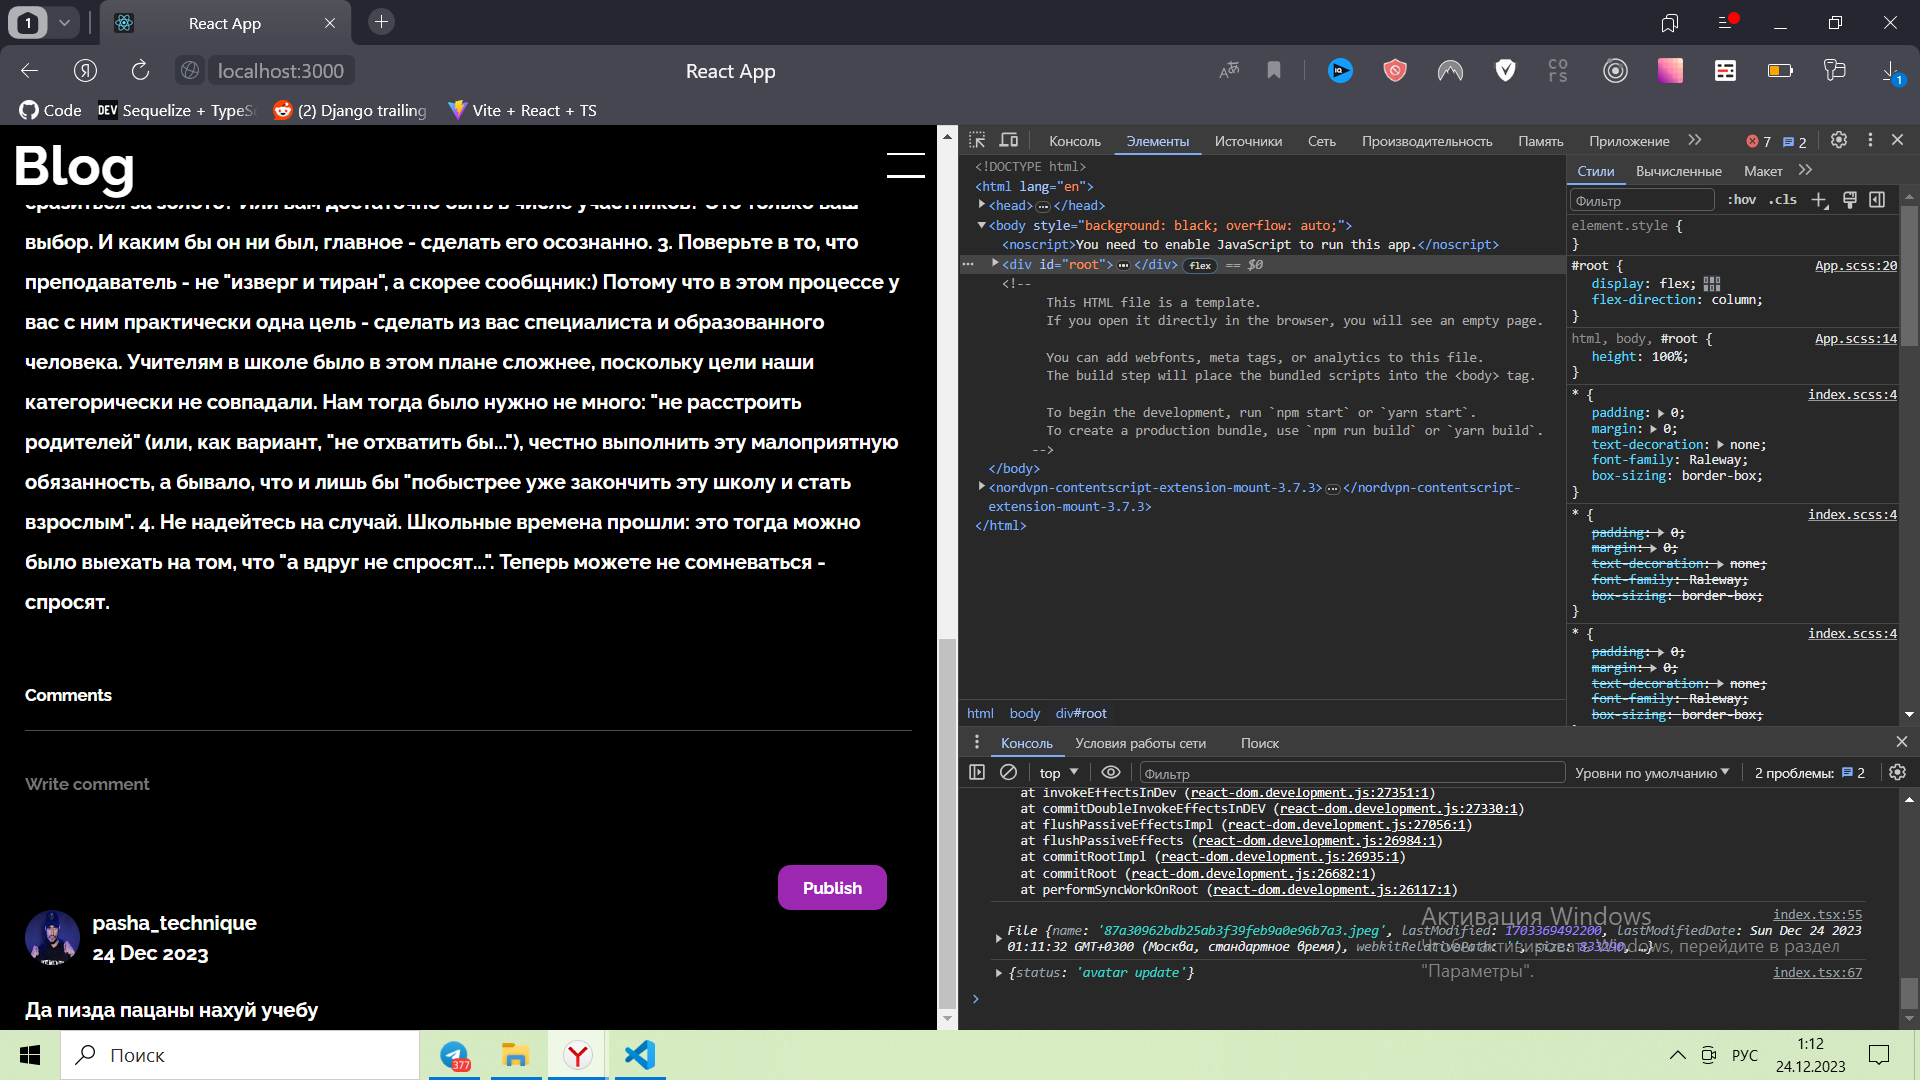 1
React App
localhost:3000
React App
Code
DEV Sequelize + TypeSc
(2) Django trailing
Vite + React + TS
Blog
сразиться за золото? Или вам достаточно быть в числе участников? Это только ваш
выбор. И каким бы он ни был, главное - сделать его осознанно. 3. Поверьте в то, что
преподаватель - не "изверг и тиран", а скорее сообщник:) Потому что в этом процессе у
вас с ним практически одна цель - сделать из вас специалиста и образованного
человека. Учителям в школе было в этом плане сложнее, поскольку цели наши
категорически не совпадали. Нам тогда было нужно не много: "не расстроить
родителей" (или, как вариант, "не отхватить бы..."), честно выполнить эту малоприятную
обязанность, а бывало, что и лишь бы "побыстрее уже закончить эту школу и стать
взрослым". 4. Не надейтесь на случай. Школьные времена прошли: это тогда можно
было выехать на том, что "а вдруг не спросят...". Теперь можете не сомневаться -
спросят.
Comments
Write comment
Publish
pasha_technique
24 Dec 2023
Да пизда пацаны нахуй учебу
Консоль Элементы Источники Сеть Производительность Память Приложение 7 2
<!DOCTYPE html>
<html lang="en">
<head> … </head>
<body style="background: black; overflow: auto;">
<noscript>You need to enable JavaScript to run this app.</noscript>
<div id="root"> … </div> flex == $0
<!--
This HTML file is a template.
If you open it directly in the browser, you will see an empty page.
You can add webfonts, meta tags, or analytics to this file.
The build step will place the bundled scripts into the <body> tag.
To begin the development, run `npm start` or `yarn start`.
To create a production bundle, use `npm run build` or `yarn build`.
-->
</body>
<nordvpn-contentscript-extension-mount-3.7.3> … </nordvpn-contentscript-
extension-mount-3.7.3>
</html>
html body div#root
Стили Вычисленные Макет
Фильтр :hov .cls
element.style {
}
#root { App.scss:20
display: flex;
flex-direction: column;
}
html, body, #root { App.scss:14
height: 100%;
}
* { index.scss:4
padding: 0;
margin: 0;
text-decoration: none;
font-family: Raleway;
box-sizing: border-box;
}
* { index.scss:4
padding: 0;
margin: 0;
text-decoration: none;
font-family: Raleway;
box-sizing: border-box;
}
* { index.scss:4
padding: 0;
margin: 0;
text-decoration: none;
font-family: Raleway;
box-sizing: border-box;
Консоль Условия работы сети Поиск
top Фильтр Уровни по умолчанию 2 проблемы: 2
at invokeEffectsInDev (react-dom.development.js:27351:1)
at commitDoubleInvokeEffectsInDEV (react-dom.development.js:27330:1)
at flushPassiveEffectsImpl (react-dom.development.js:27056:1)
at flushPassiveEffects (react-dom.development.js:26984:1)
at commitRootImpl (react-dom.development.js:26935:1)
at commitRoot (react-dom.development.js:26682:1)
at performSyncWorkOnRoot (react-dom.development.js:26117:1)
index.tsx:55
File {name: '87a30962bdb25ab3f39feb9a0e96b7a3.jpeg', lastModified: 1703369492200, lastModifiedDate: Sun Dec 24 2023
01:11:32 GMT+0300 (Москва, стандартное время), webkitRelativePath: '', size: 833290, …}
{status: 'avatar update'} index.tsx:67
Активация Windows
Чтобы активировать Windows, перейдите в раздел
"Параметры".
Поиск
377
РУС
1:12
24.12.2023